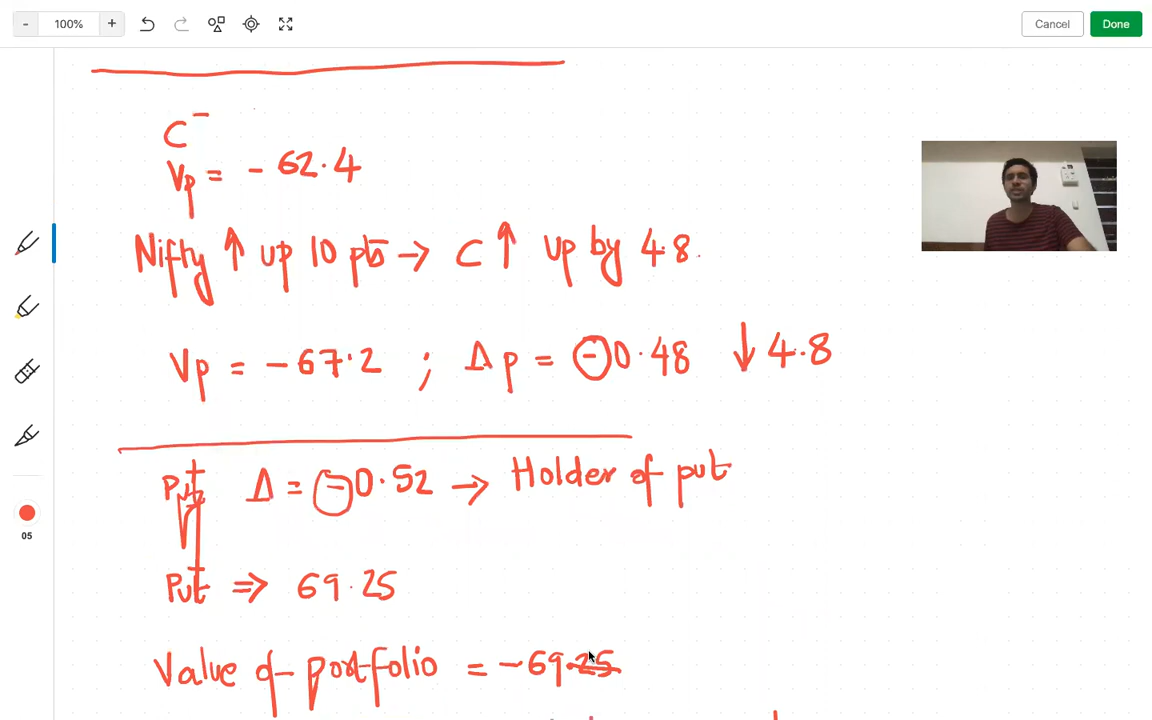 - 100% + Cancel Done
C⁻
Vp = - 62.4
Nifty ↑ up 10 pts → C ↑ up by 4.8.
Vp = - 67.2 ; Δp = -0.48 ↓ 4.8
Put⁺ Δ = -0.52 → Holder of put
Put⁻ ⇒ 69.25
Value of portfolio = -69.25
05